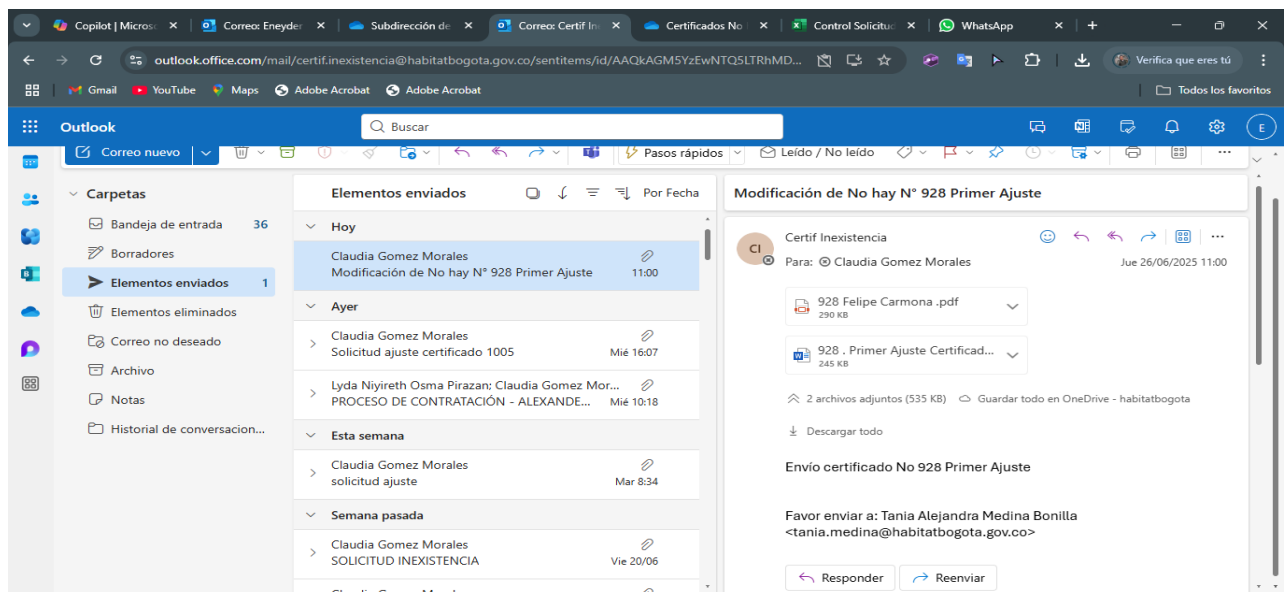 Copilot | Microso
Correo: Eneyder
Subdirección de
Correo: Certif In
Certificados No
Control Solicitud
WhatsApp
outlook.office.com/mail/certif.inexistencia@habitatbogota.gov.co/sentitems/id/AAQkAGM5YzEwNTQ5LTRhMD...
Verifica que eres tú
Gmail
YouTube
Maps
Adobe Acrobat
Adobe Acrobat
Todos los favoritos
Outlook
Buscar
E
Correo nuevo
Pasos rápidos
Leído / No leído
Carpetas
Bandeja de entrada 36
Borradores
Elementos enviados 1
Elementos eliminados
Correo no deseado
Archivo
Notas
Historial de conversacion...
Elementos enviados
Por Fecha
Hoy
Claudia Gomez Morales
Modificación de No hay N° 928 Primer Ajuste 11:00
Ayer
Claudia Gomez Morales
Solicitud ajuste certificado 1005 Mié 16:07
Lyda Niyireth Osma Pirazan; Claudia Gomez Mor...
PROCESO DE CONTRATACIÓN - ALEXANDE... Mié 10:18
Esta semana
Claudia Gomez Morales
solicitud ajuste Mar 8:34
Semana pasada
Claudia Gomez Morales
SOLICITUD INEXISTENCIA Vie 20/06
Modificación de No hay N° 928 Primer Ajuste
CI
Certif Inexistencia
Para: Claudia Gomez Morales
Jue 26/06/2025 11:00
928 Felipe Carmona .pdf
290 KB
928 . Primer Ajuste Certificad...
245 KB
2 archivos adjuntos (535 KB) Guardar todo en OneDrive - habitatbogota
Descargar todo
Envío certificado No 928 Primer Ajuste
Favor enviar a: Tania Alejandra Medina Bonilla
<tania.medina@habitatbogota.gov.co>
Responder
Reenviar